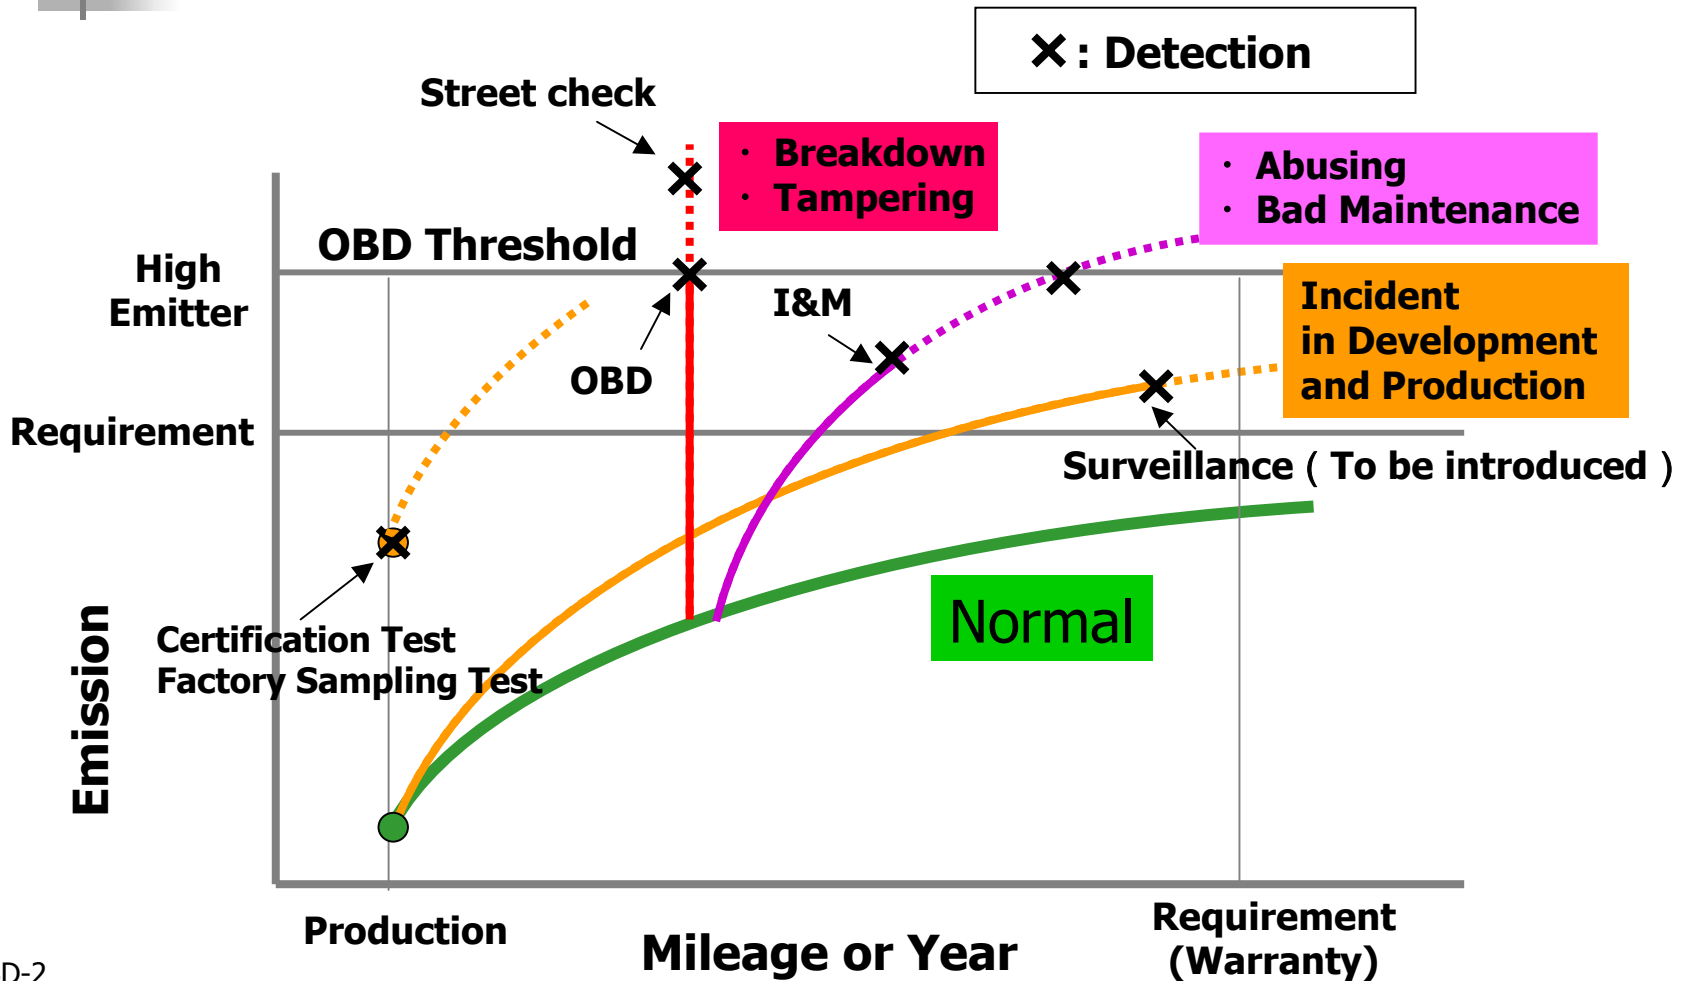 ✕ : Detection
Street check
・ Breakdown
・ Tampering
・ Abusing
・ Bad Maintenance
OBD Threshold
High
Emitter
I&M
OBD
Incident
in Development
and Production
Requirement
Surveillance ( To be introduced )
Normal
Certification Test
Factory Sampling Test
Emission
Production
Mileage or Year
Requirement
(Warranty)
D-2